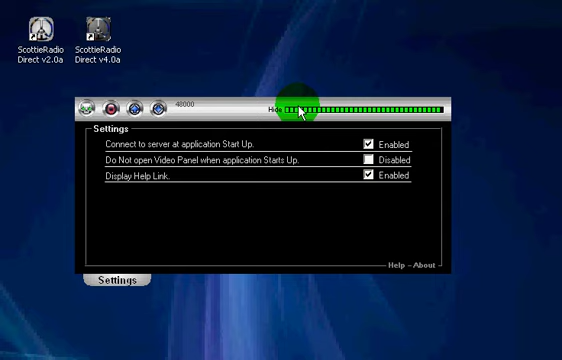 ScottieRadio
Direct v2.0a
ScottieRadio
Direct v4.0a
48000
Hide
Settings
Connect to server at application Start Up.
Enabled
Do Not open Video Panel when application Starts Up.
Disabled
Display Help Link.
Enabled
Help - About
Settings